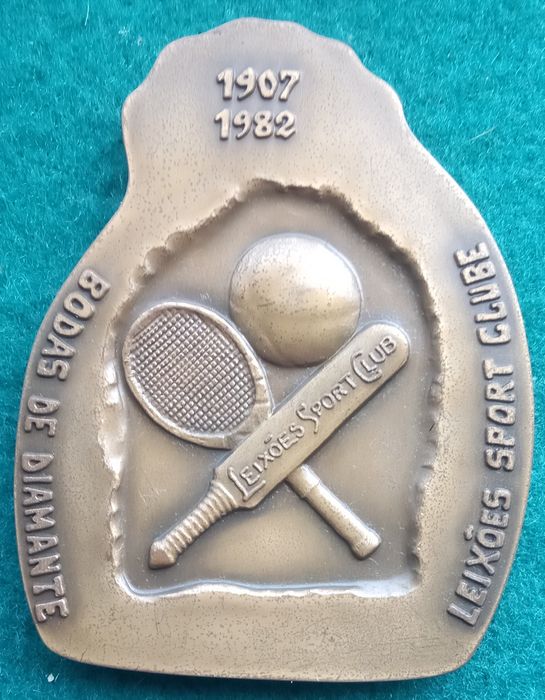 1907
1982
BODAS DE DIAMANTE
LEIXÕES SPORT CLUB
LEIXÕES SPORT CLUBE